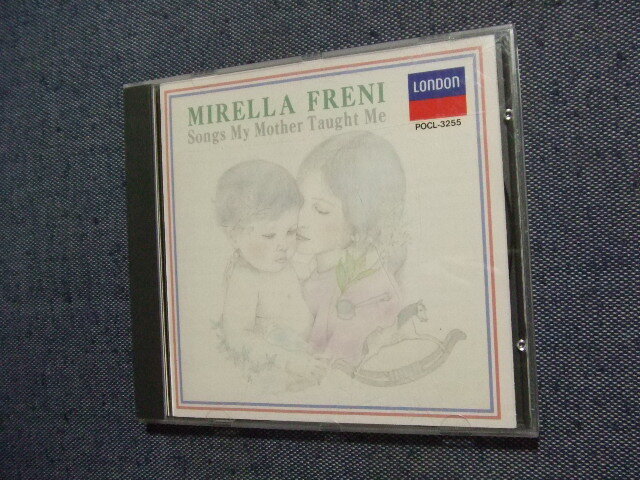 MIRELLA FRENI
Songs My Mother Taught Me
LONDON
POCL-3255